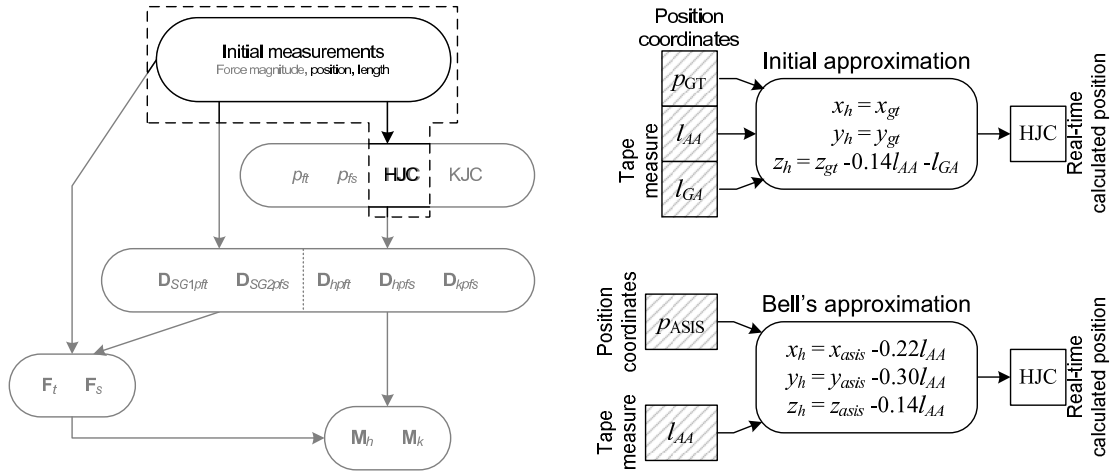 Initial measurements
Force magnitude, position, length
p_ft p_fs HJC KJC
D_SG1pft D_SG2pfs D_hpft D_hpfs D_kpfs
F_t F_s
M_h M_k
Position
coordinates
Tape
measure
p_GT
l_AA
l_GA
Initial approximation
x_h = x_gt
y_h = y_gt
z_h = z_gt -0.14l_AA -l_GA
HJC
Real-time
calculated position
Position
coordinates
Tape
measure
p_ASIS
l_AA
Bell's approximation
x_h = x_asis -0.22l_AA
y_h = y_asis -0.30l_AA
z_h = z_asis -0.14l_AA
HJC
Real-time
calculated position